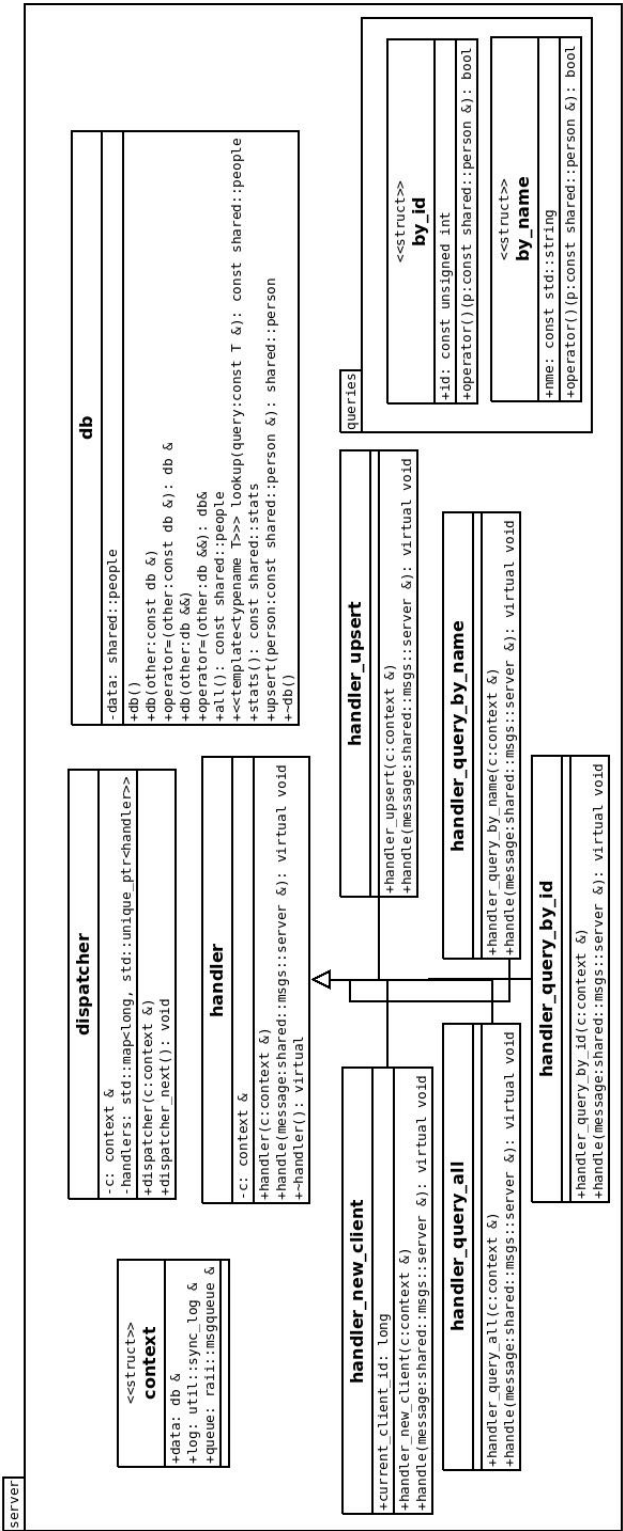 server
<<struct>>
context
+data: db &
+log: util::sync_log &
+queue: raii::msgqueue &
dispatcher
-c: context &
-handlers: std::map<long, std::unique_ptr<handler>>
+dispatcher(c:context &)
+dispatcher_next(): void
db
-data: shared::people
+db()
+db(other:const db &)
+operator=(other:const db &): db &
+db(other:db &&)
+operator=(other:db &&): db&
+all(): const shared::people
+<<template<typename T>>> lookup(query:const T &): const shared::people
+stats(): const shared::stats
+upsert(person:const shared::person &): shared::person
+~db()
handler
-c: context &
+handler(c:context &)
+handle(message:shared::msgs::server &): virtual void
+~handler(): virtual
handler_new_client
+current_client_id: long
+handler_new_client(c:context &)
+handle(message:shared::msgs::server &): virtual void
handler_upsert
+handler_upsert(c:context &)
+handle(message:shared::msgs::server &): virtual void
queries
<<struct>>
by_id
+id: const unsigned int
+operator()(p:const shared::person &): bool
<<struct>>
by_name
+nme: const std::string
+operator()(p:const shared::person &): bool
handler_query_all
+handler_query_all(c:context &)
+handle(message:shared::msgs::server &): virtual void
handler_query_by_name
+handler_query_by_name(c:context &)
+handle(message:shared::msgs::server &): virtual void
handler_query_by_id
+handler_query_by_id(c:context &)
+handle(message:shared::msgs::server &): virtual void